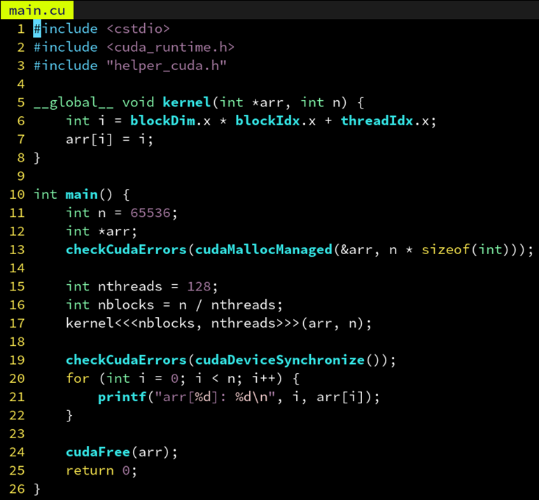 main.cu
1 #include <cstdio>
2 #include <cuda_runtime.h>
3 #include "helper_cuda.h"
4
5 __global__ void kernel(int *arr, int n) {
6     int i = blockDim.x * blockIdx.x + threadIdx.x;
7     arr[i] = i;
8 }
9
10 int main() {
11     int n = 65536;
12     int *arr;
13     checkCudaErrors(cudaMallocManaged(&arr, n * sizeof(int)));
14
15     int nthreads = 128;
16     int nblocks = n / nthreads;
17     kernel<<<nblocks, nthreads>>>(arr, n);
18
19     checkCudaErrors(cudaDeviceSynchronize());
20     for (int i = 0; i < n; i++) {
21         printf("arr[%d]: %d\n", i, arr[i]);
22     }
23
24     cudaFree(arr);
25     return 0;
26 }